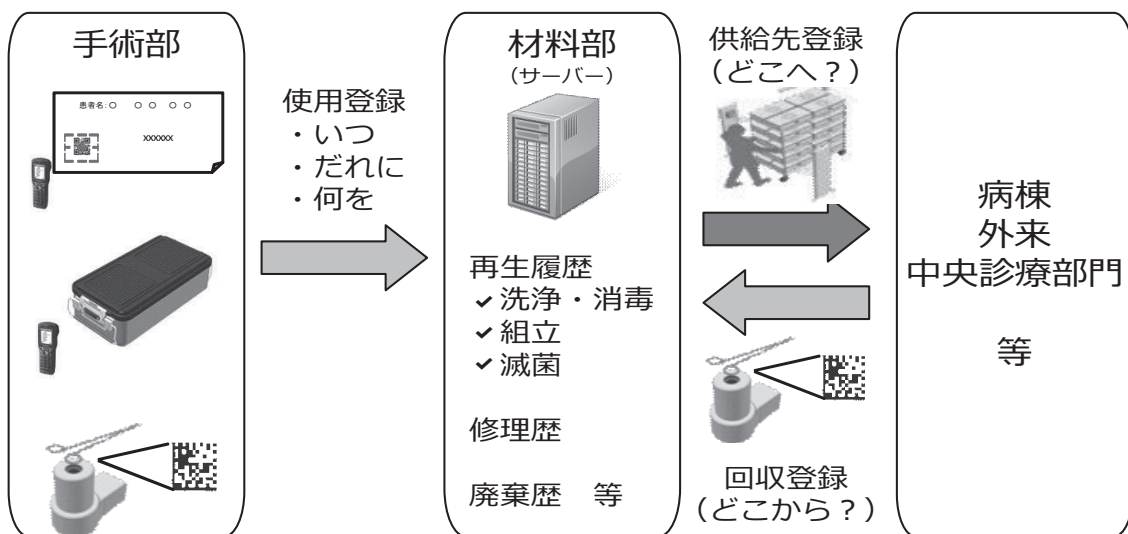 手術部
患者名:○ ○ ○ ○ ○
XXXXXX
使用登録
・いつ
・だれに
・何を
材料部
（サーバー）
再生履歴
✓洗浄・消毒
✓組立
✓滅菌
修理歴
廃棄歴　等
供給先登録
（どこへ？）
回収登録
（どこから？）
病棟
外来
中央診療部門
等